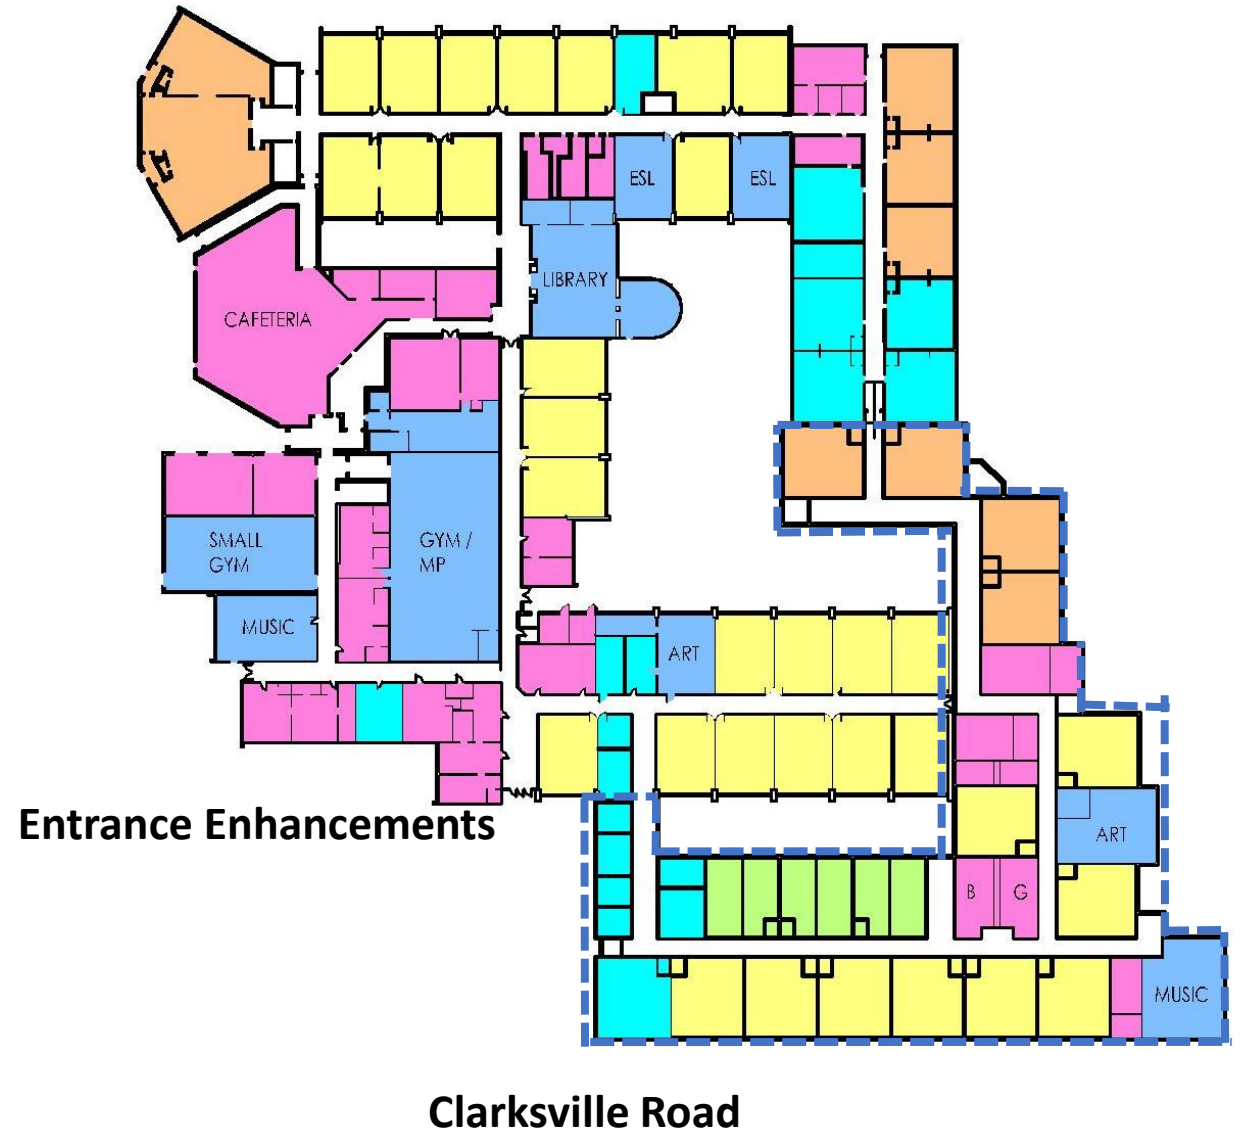 ESL
ESL
LIBRARY
CAFETERIA
SMALL
GYM
GYM /
MP
MUSIC
ART
Entrance Enhancements
ART
B
G
MUSIC
Clarksville Road